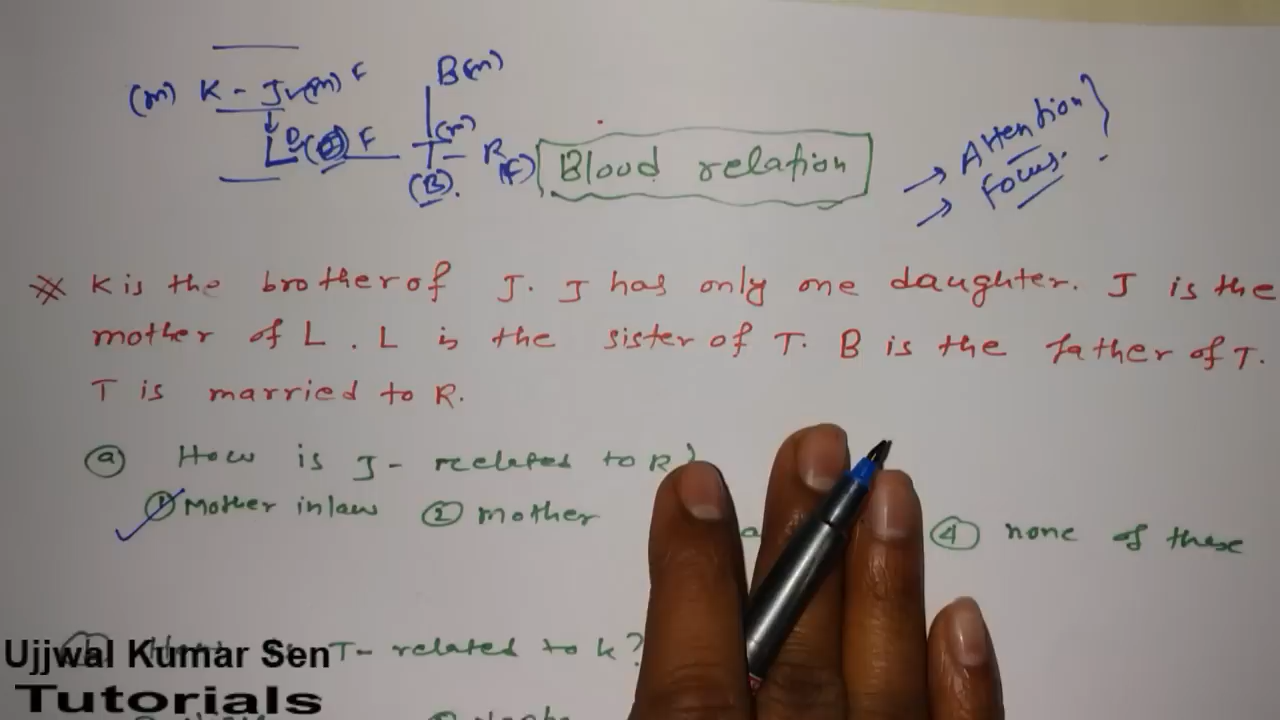 B(m)
(m) K - J (m) F
(m)
L D F T - R (F)
(B).
Blood relation
→ Attention
→ Focus.
K is the brother of J. J has only one daughter. J is the
mother of L. L is the sister of T. B is the father of T.
T is married to R.
(a) How is J- related to R?
(1) Mother in law (2) mother (4) none of these
T- related to K?
Ujjwal Kumar Sen
Tutorials